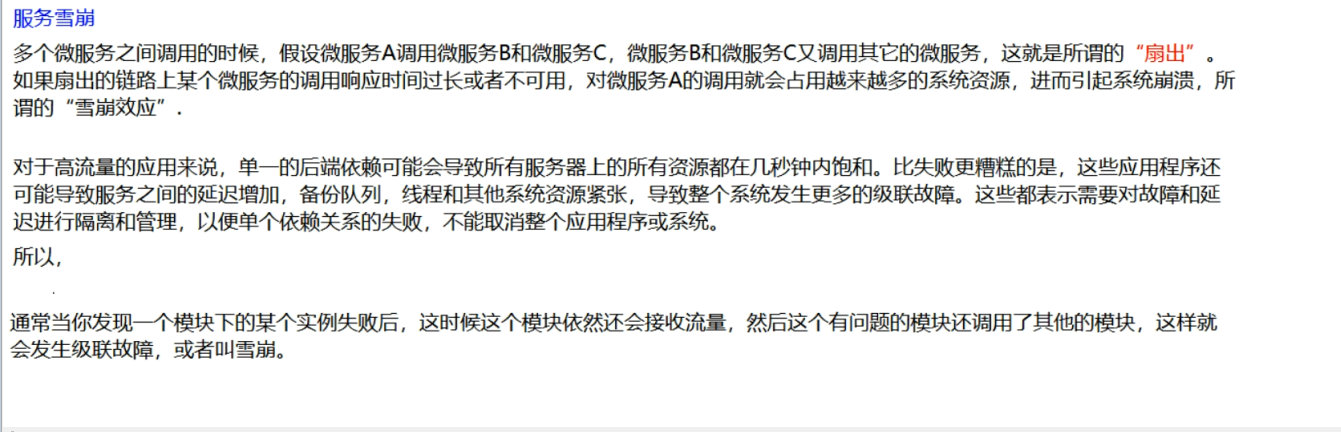 服务雪崩
多个微服务之间调用的时候，假设微服务A调用微服务B和微服务C，微服务B和微服务C又调用其它的微服务，这就是所谓的“扇出”。
如果扇出的链路上某个微服务的调用响应时间过长或者不可用，对微服务A的调用就会占用越来越多的系统资源，进而引起系统崩溃，所
谓的“雪崩效应”.
对于高流量的应用来说，单一的后端依赖可能会导致所有服务器上的所有资源都在几秒钟内饱和。比失败更糟糕的是，这些应用程序还
可能导致服务之间的延迟增加，备份队列，线程和其他系统资源紧张，导致整个系统发生更多的级联故障。这些都表示需要对故障和延
迟进行隔离和管理，以便单个依赖关系的失败，不能取消整个应用程序或系统。
所以，
.
通常当你发现一个模块下的某个实例失败后，这时候这个模块依然还会接收流量，然后这个有问题的模块还调用了其他的模块，这样就
会发生级联故障，或者叫雪崩。